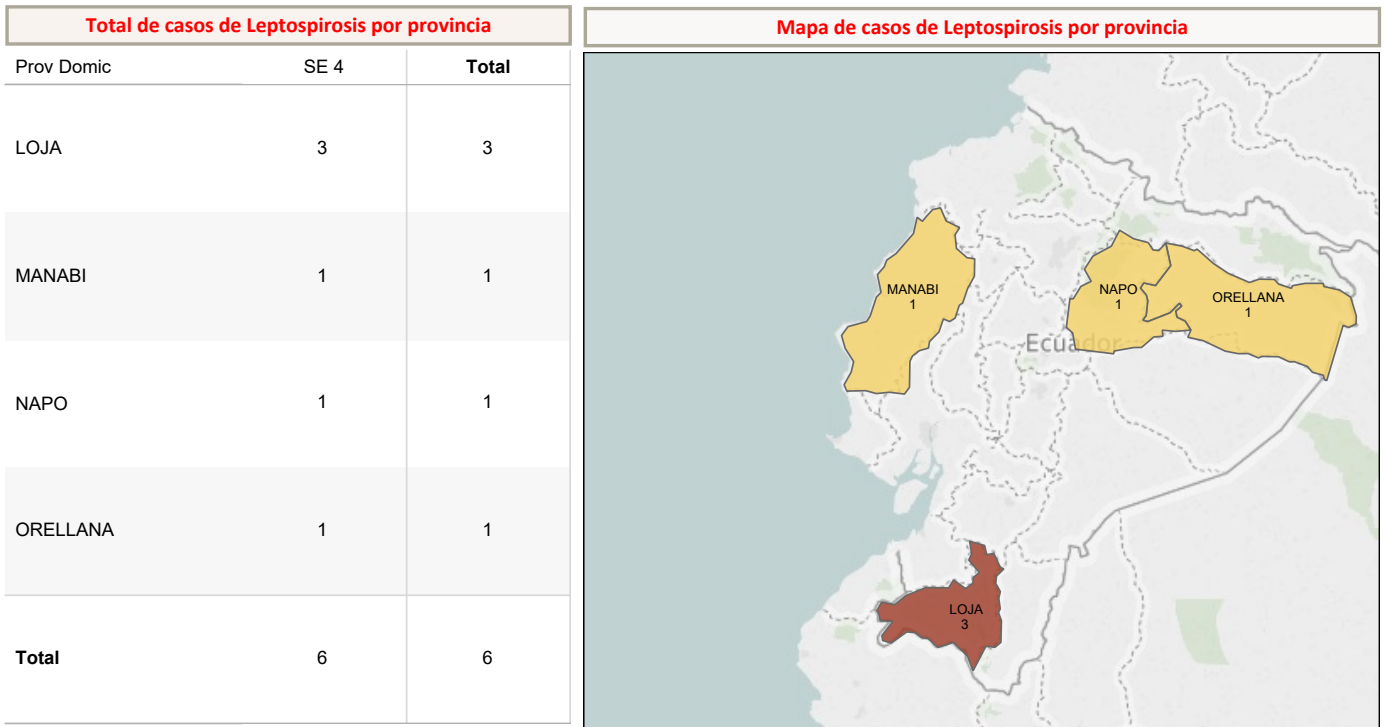 Total de casos de Leptospirosis por provincia
Prov Domic SE 4 Total
LOJA 3 3
MANABI 1 1
NAPO 1 1
ORELLANA 1 1
Total 6 6
Mapa de casos de Leptospirosis por provincia
MANABI
1
NAPO
1
ORELLANA
1
Ecuador
LOJA
3